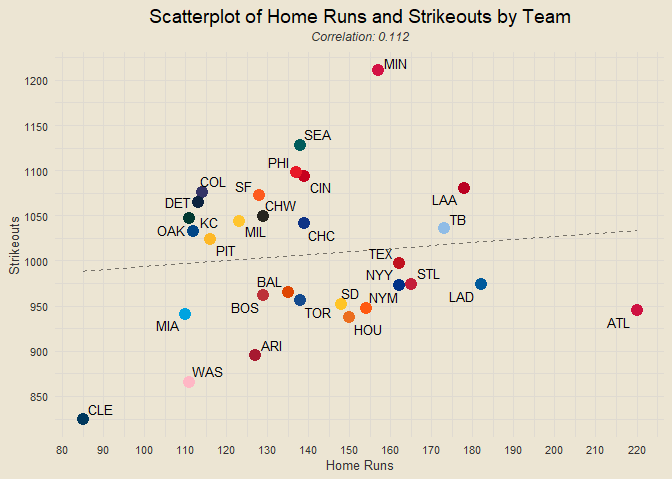 Scatterplot of Home Runs and Strikeouts by Team
Correlation: 0.112
Strikeouts
1200
1150
1100
1050
1000
950
900
850
MIN
SEA
PHI
CIN
COL
SF
LAA
DET
CHW
TB
OAK
KC
MIL
CHC
PIT
TEX
NYY
STL
BAL
BOS
SD
NYM
LAD
TOR
MIA
HOU
ATL
ARI
WAS
CLE
80 90 100 110 120 130 140 150 160 170 180 190 200 210 220
Home Runs